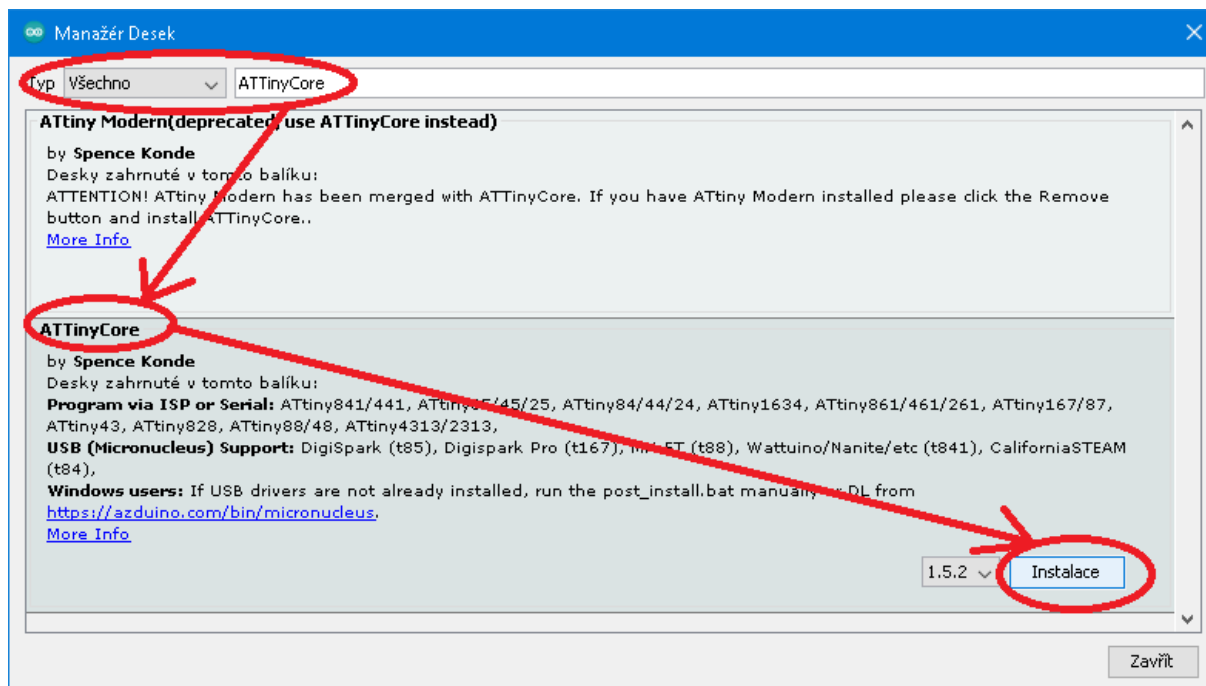 Manažér Desek
Typ Všechno ATTinyCore
ATtiny Modern(deprecated, use ATTinyCore instead)
by Spence Konde
Desky zahrnuté v tomto balíku:
ATTENTION! ATtiny Modern has been merged with ATTinyCore. If you have ATtiny Modern installed please click the Remove
button and install ATTinyCore..
More Info
ATTinyCore
by Spence Konde
Desky zahrnuté v tomto balíku:
Program via ISP or Serial: ATtiny841/441, ATtiny85/45/25, ATtiny84/44/24, ATtiny1634, ATtiny861/461/261, ATtiny167/87,
ATtiny43, ATtiny828, ATtiny88/48, ATtiny4313/2313,
USB (Micronucleus) Support: DigiSpark (t85), Digispark Pro (t167), (t88), Wattuino/Nanite/etc (t841), CaliforniaSTEAM
(t84),
Windows users: If USB drivers are not already installed, run the post_install.bat manually or DL from
https://azduino.com/bin/micronucleus.
More Info
1.5.2 Instalace
Zavřít